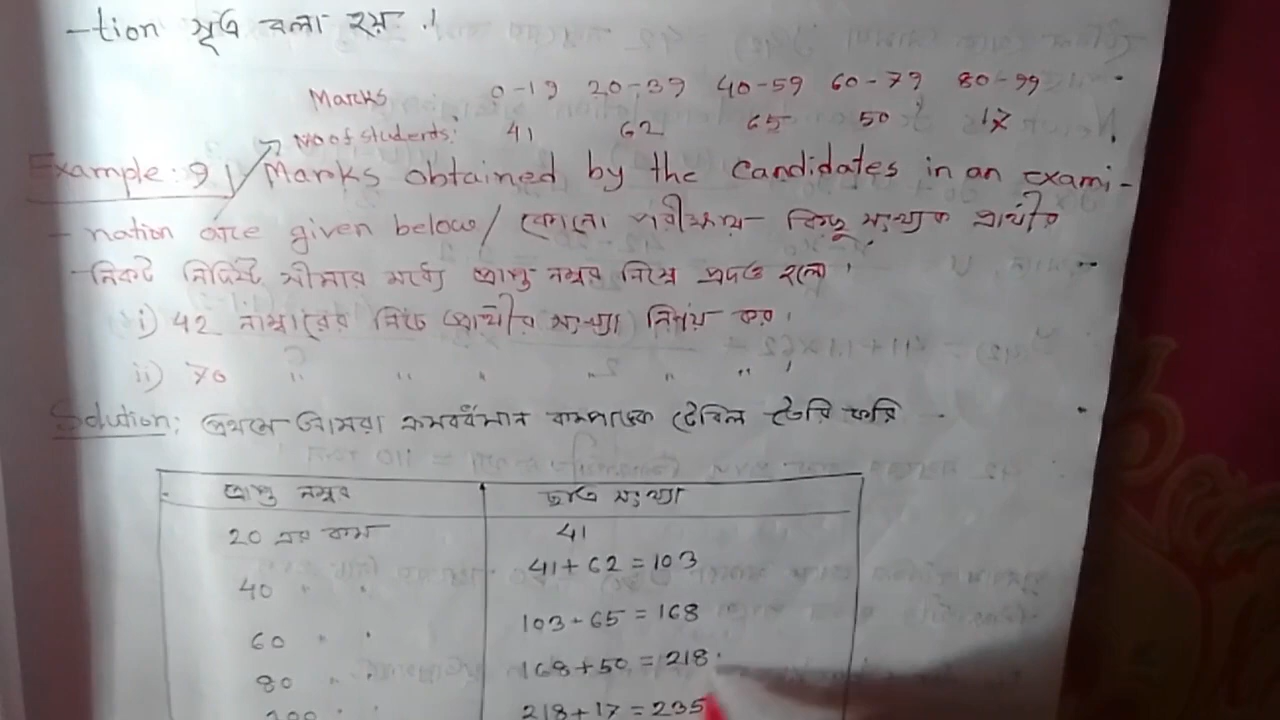 -tion সূত্র বলা হয় ।
Marks 0-19 20-39 40-59 60-79 80-99
No of students: 41 62 65 50 17
Example: 9) Marks obtained by the candidates in an exami-
-nation are given below/ কোনো পরীক্ষায় কিছু সংখ্যক প্রার্থীর
নিকট নির্দিষ্ট সীমার মধ্যে প্রাপ্ত নম্বর নিম্নে প্রদত্ত হলো ।
i) 42 নাম্বারের নিচে প্রার্থীর সংখ্যা নির্ণয় কর ।
ii) 70 " " " " " " ।
Solution: প্রথমে আমরা ক্রমবর্ধমান টেবিল তৈরি করি
প্রাপ্ত নম্বর ছাত্র সংখ্যা
20 এর কম 41
40 " " 41+62=103
60 " " 103+65=168
80 " " 168+50=218
100 " " 218+17=235